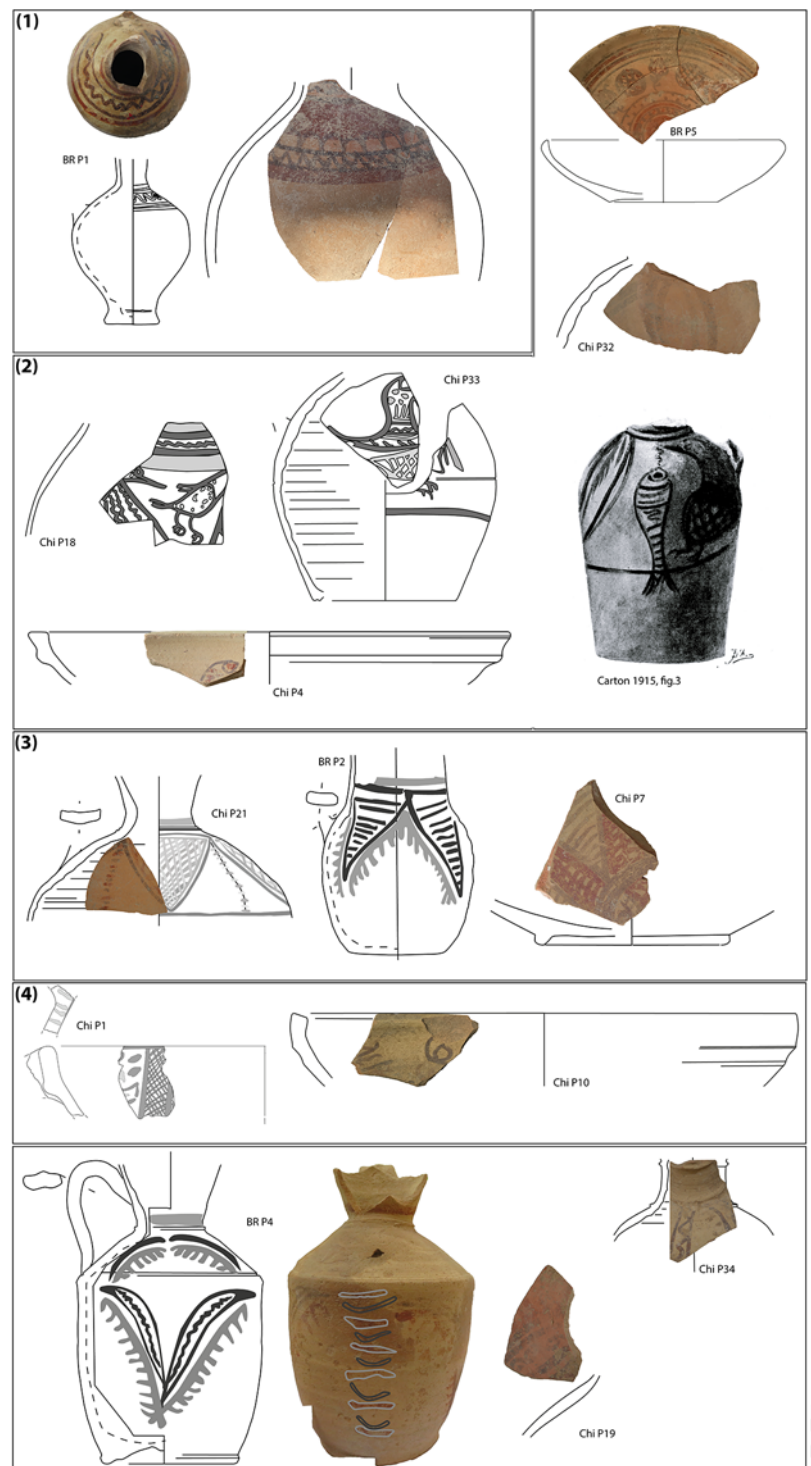 (1)
BR P1
BR P5
Chi P32
(2)
Chi P33
Chi P18
Chi P4
Carton 1915, fig.3
(3)
BR P2
Chi P21
Chi P7
(4)
Chi P1
Chi P10
BR P4
Chi P34
Chi P19